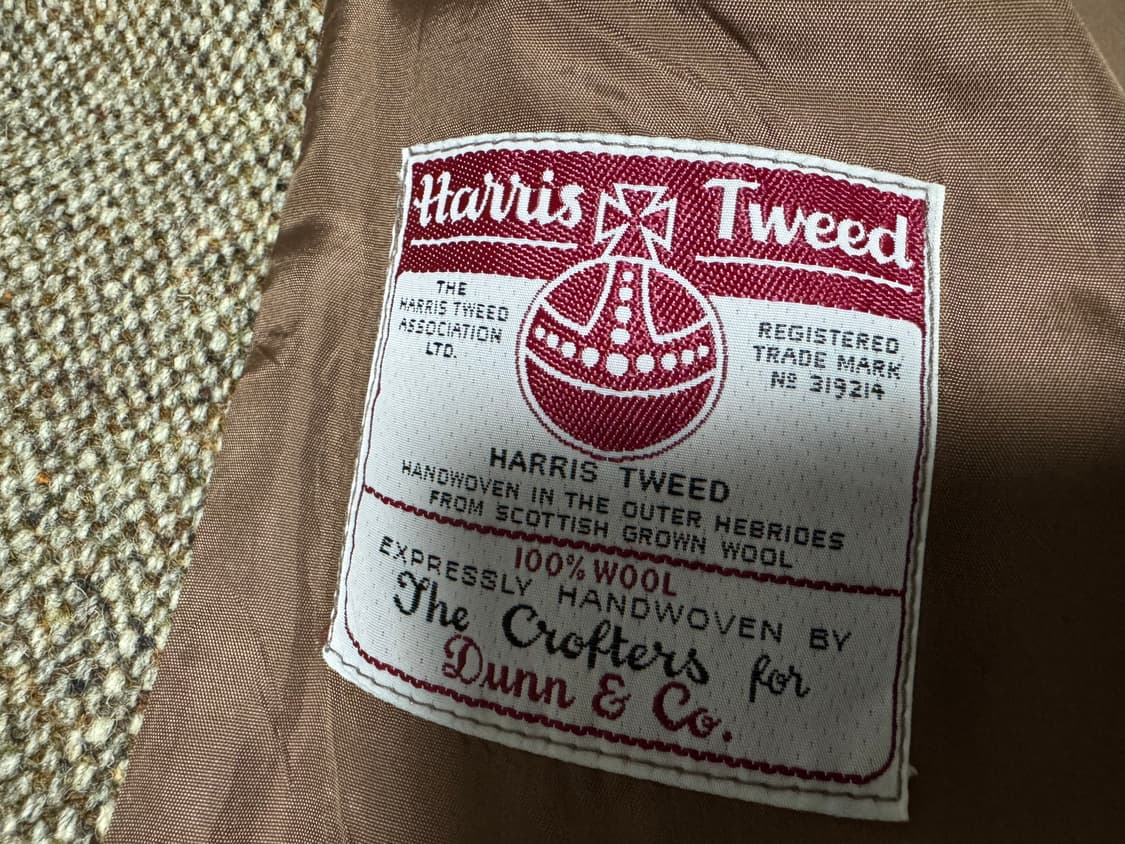 Harris Tweed
THE
HARRIS TWEED
ASSOCIATION
LTD.
REGISTERED
TRADE MARK
Nº 319214
HARRIS TWEED
HANDWOVEN IN THE OUTER HEBRIDES
FROM SCOTTISH GROWN WOOL
100% WOOL
EXPRESSLY HANDWOVEN BY
The Crofters for
Dunn & Co.